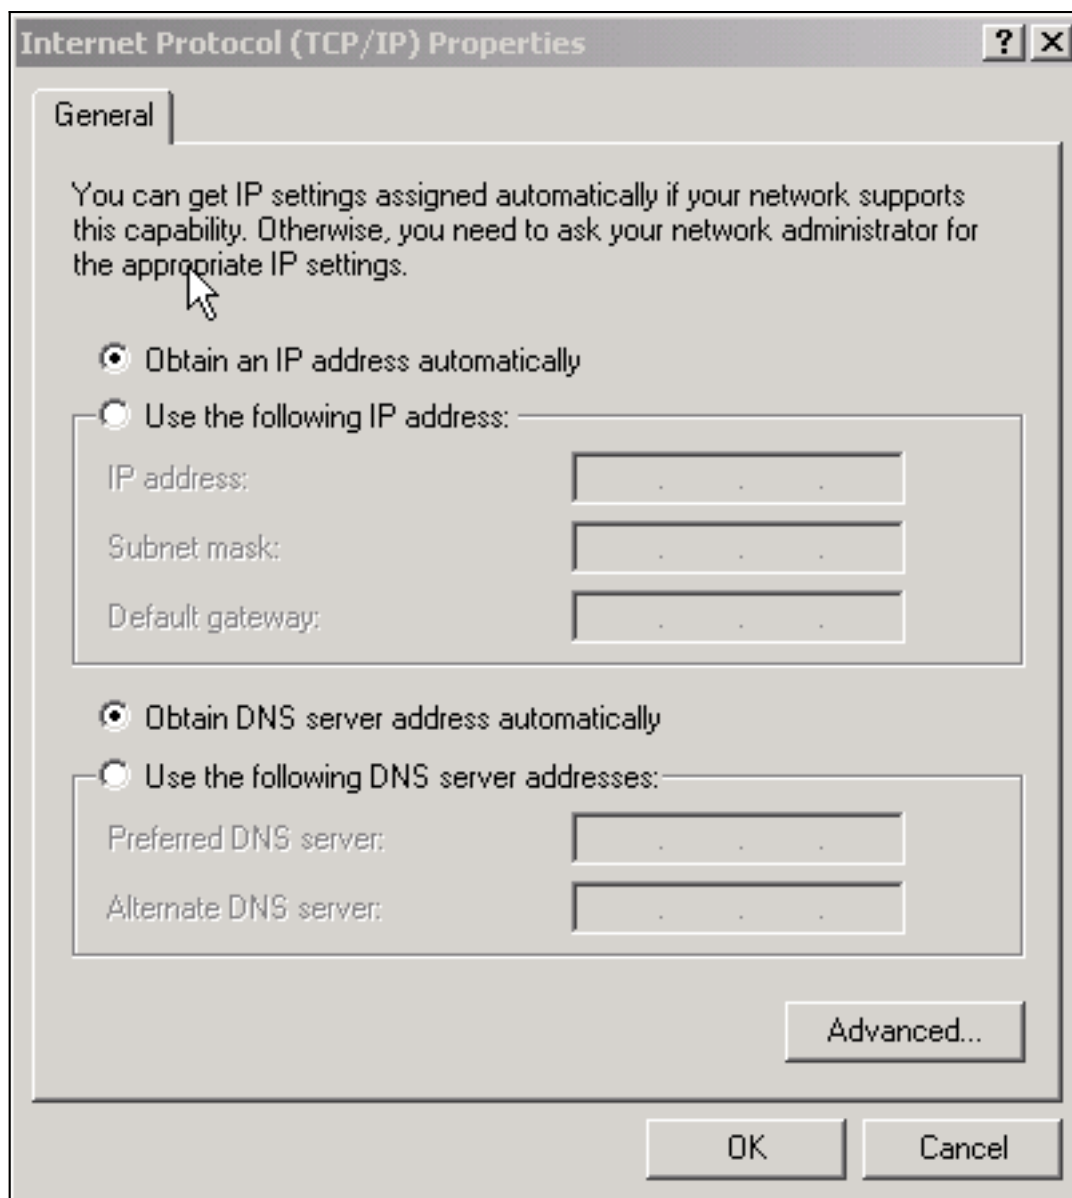 Internet Protocol (TCP/IP) Properties
General
You can get IP settings assigned automatically if your network supports
this capability. Otherwise, you need to ask your network administrator for
the appropriate IP settings.
Obtain an IP address automatically
Use the following IP address:
IP address:
Subnet mask:
Default gateway:
Obtain DNS server address automatically
Use the following DNS server addresses:
Preferred DNS server:
Alternate DNS server:
Advanced...
OK
Cancel